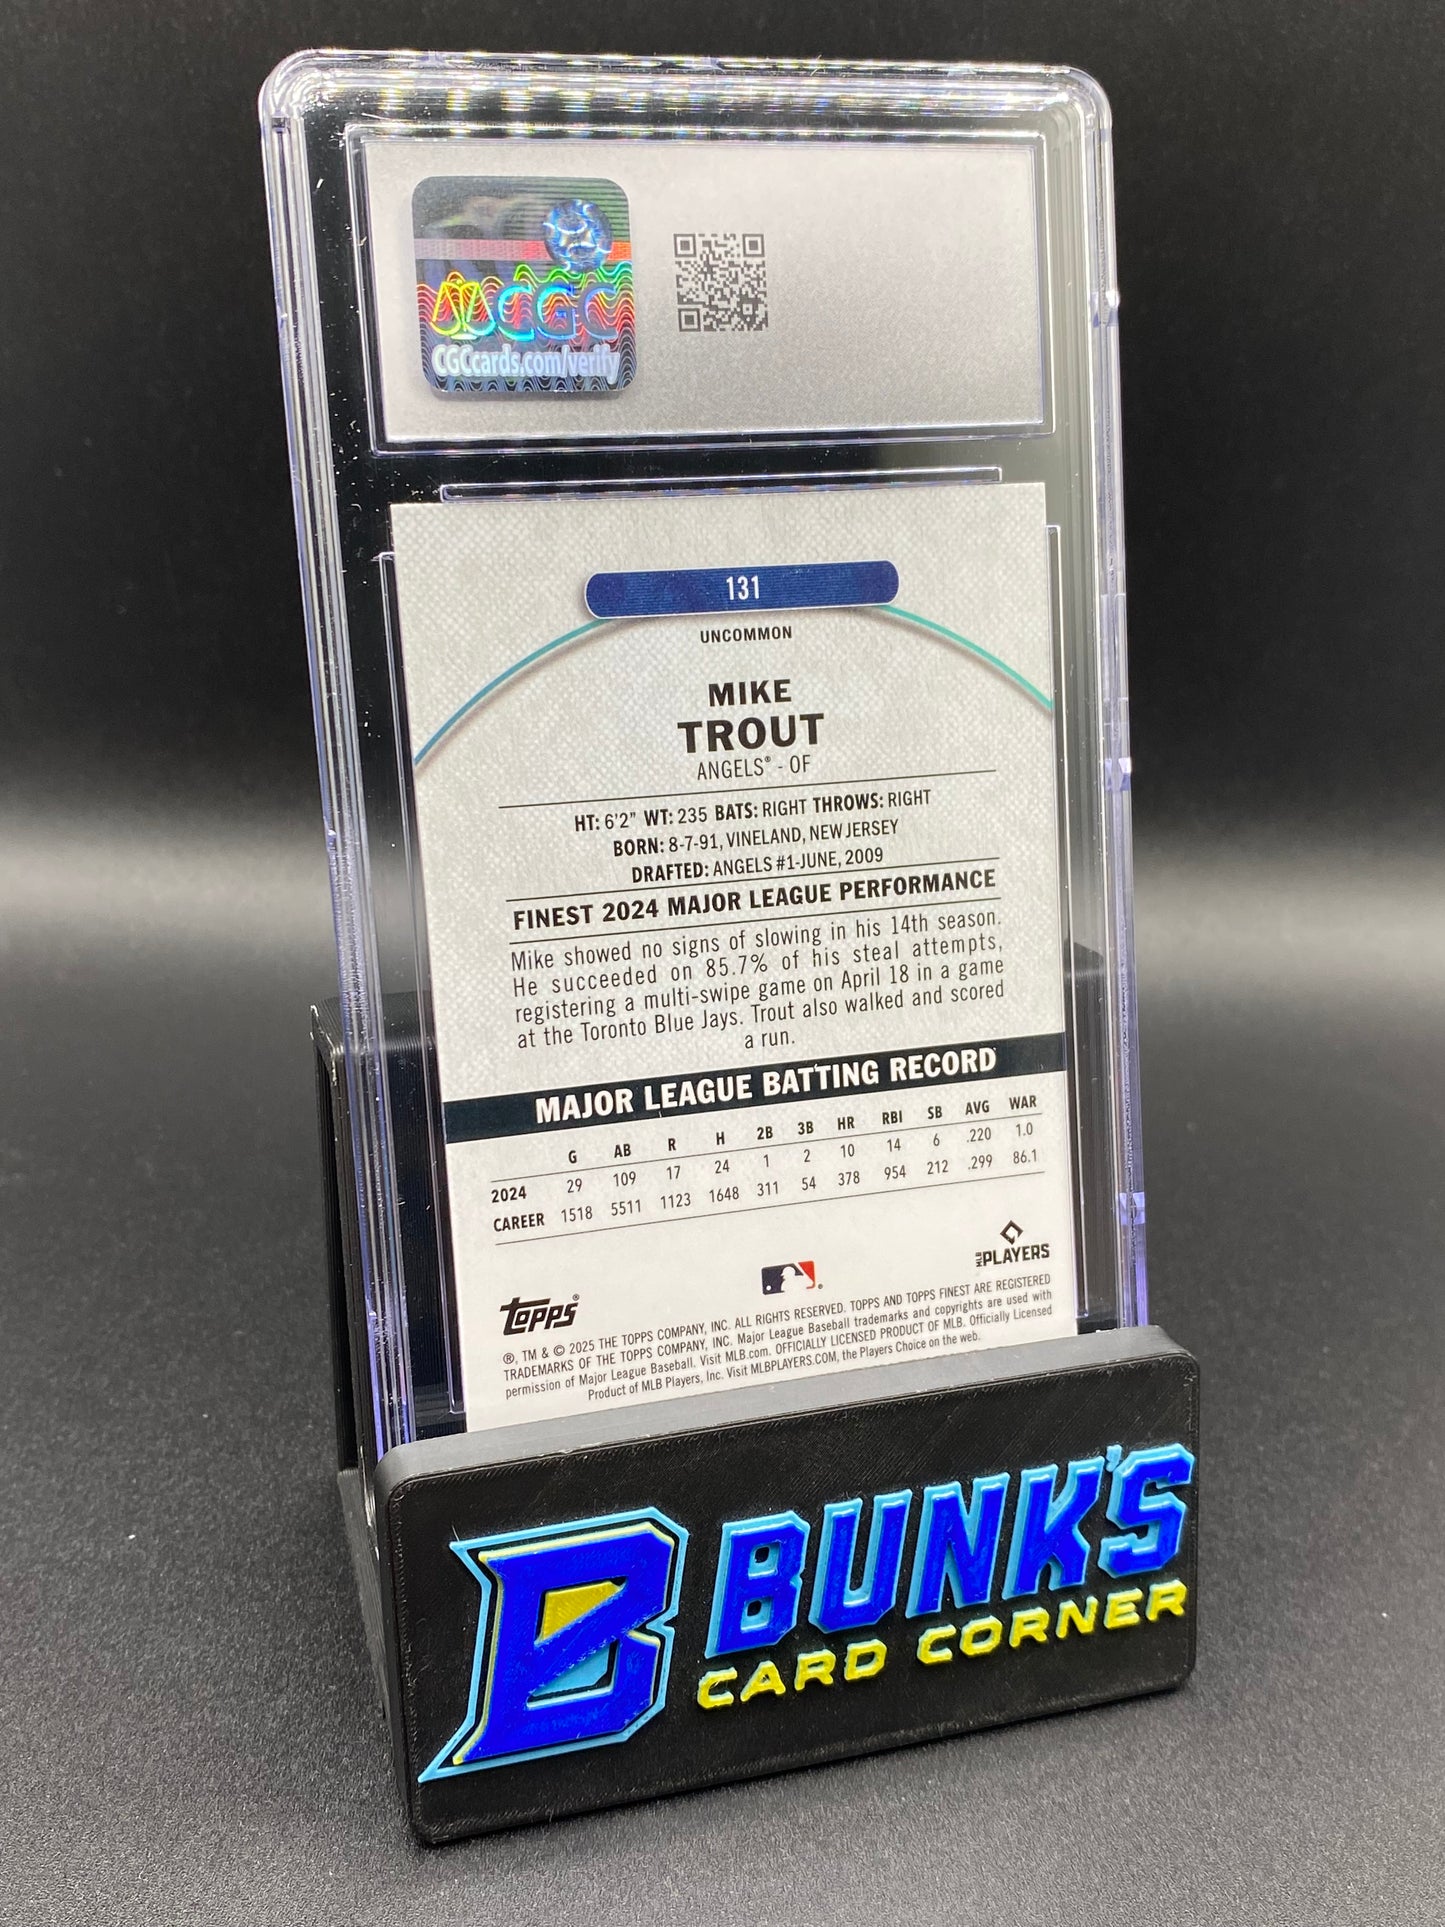 CGC
CGCcards.com/verify
131
UNCOMMON
MIKE
TROUT
ANGELS® - OF
HT: 6'2" WT: 235 BATS: RIGHT THROWS: RIGHT
BORN: 8-7-91, VINELAND, NEW JERSEY
DRAFTED: ANGELS #1-JUNE, 2009
FINEST 2024 MAJOR LEAGUE PERFORMANCE
Mike showed no signs of slowing in his 14th season.
He succeeded on 85.7% of his steal attempts,
registering a multi-swipe game on April 18 in a game
at the Toronto Blue Jays. Trout also walked and scored
a run.
MAJOR LEAGUE BATTING RECORD
G AB R H 2B 3B HR RBI SB AVG WAR
2024 29 109 17 24 1 2 10 14 6 .220 1.0
CAREER 1518 5511 1123 1648 311 54 378 954 212 .299 86.1
MLB PLAYERS
Topps®
®, TM & © 2025 THE TOPPS COMPANY, INC. ALL RIGHTS RESERVED. TOPPS AND TOPPS FINEST ARE REGISTERED
TRADEMARKS OF THE TOPPS COMPANY, INC. Major League Baseball trademarks and copyrights are used with
permission of Major League Baseball. Visit MLB.com. OFFICIALLY LICENSED PRODUCT OF MLB. Officially Licensed
Product of MLB Players, Inc. Visit MLBPLAYERS.COM, the Players Choice on the web.
B BUNK'S
CARD CORNER